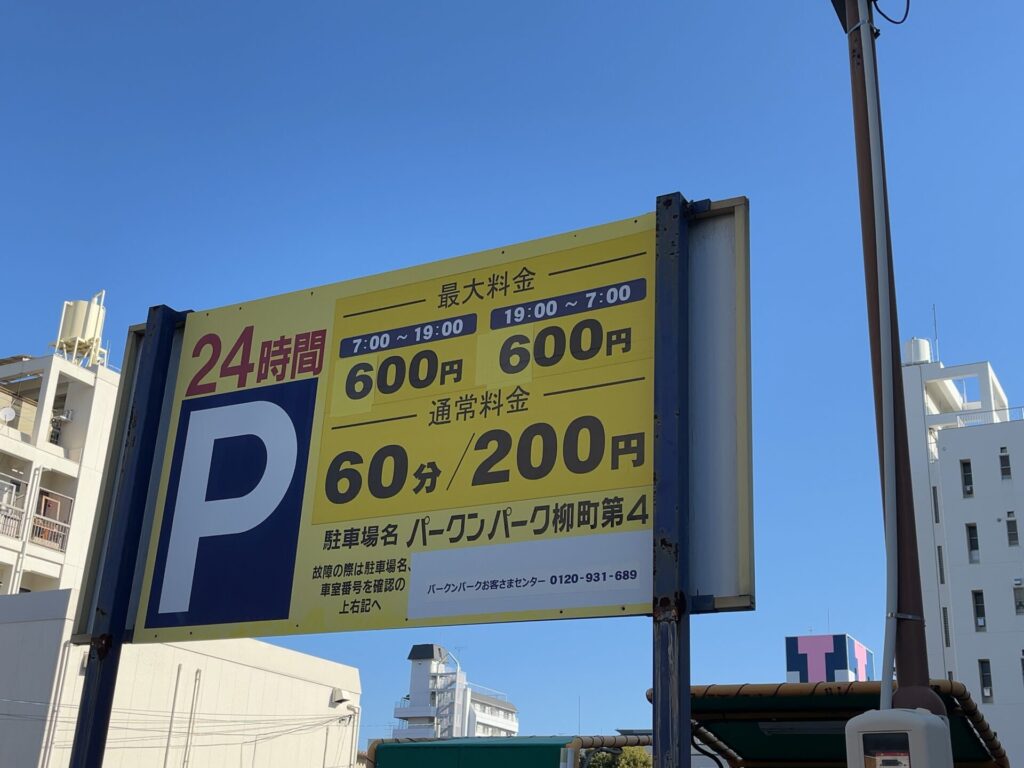 24時間
P
最大料金
7:00 ～ 19:00
600円
19:00 ～ 7:00
600円
通常料金
60分/200円
駐車場名 パークンパーク柳町第4
故障の際は駐車場名、
車室番号を確認の
上右記へ
パークンパークお客さまセンター 0120-931-689